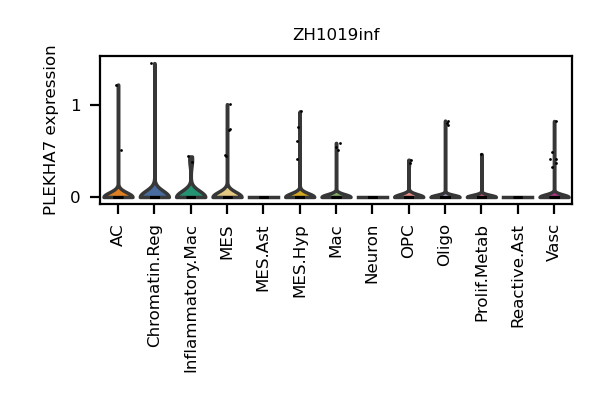 ZH1019inf
PLEKHA7 expression
1
0
AC
Chromatin.Reg
Inflammatory.Mac
MES
MES.Ast
MES.Hyp
Mac
Neuron
OPC
Oligo
Prolif.Metab
Reactive.Ast
Vasc